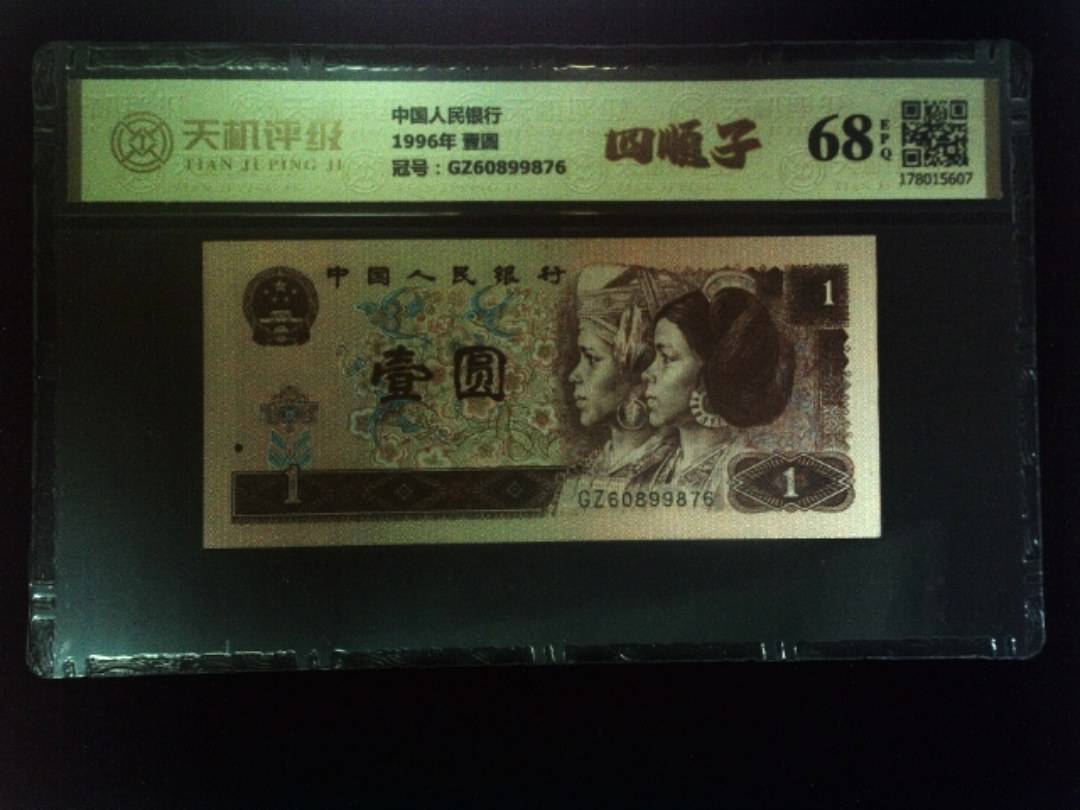 天机评级
TIAN JI PING JI
中国人民银行
1996年 壹圆
冠号：GZ60899876
四顺子
68
EPQ
178015607
中国人民银行
1
壹圆
1
GZ60899876
1